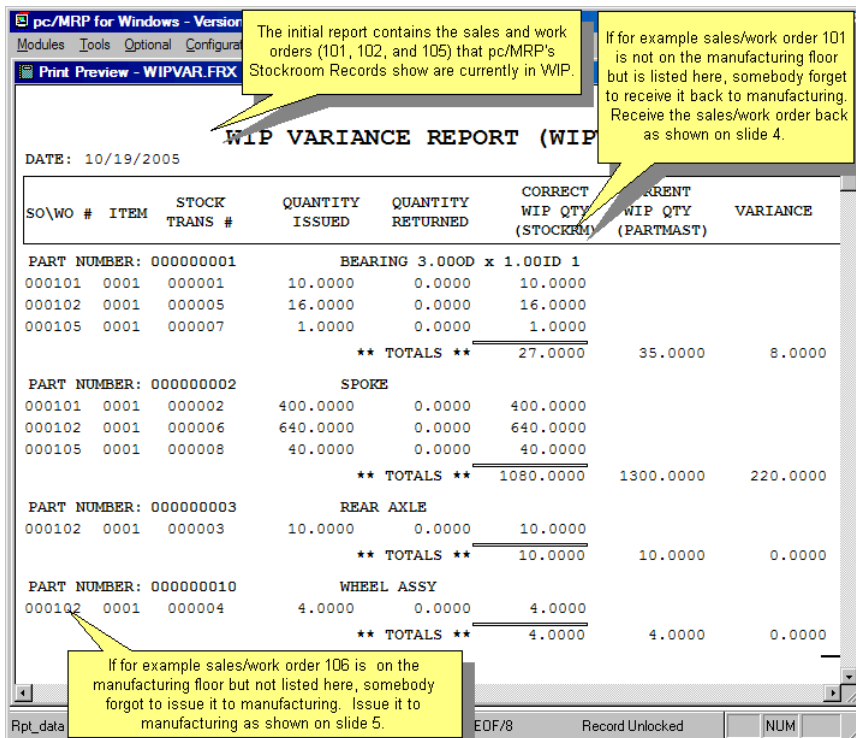 pc/MRP for Windows - Version
Modules Tools Optional Configurat
Print Preview - WIPVAR.FRX
The initial report contains the sales and work
orders (101, 102, and 105) that pc/MRP's
Stockroom Records show are currently in WIP.
If for example sales/work order 101
is not on the manufacturing floor
but is listed here, somebody forget
to receive it back to manufacturing.
Receive the sales/work order back
as shown on slide 4.
WIP VARIANCE REPORT (WIP
DATE: 10/19/2005
SO\WO # ITEM STOCK TRANS # QUANTITY ISSUED QUANTITY RETURNED CORRECT WIP QTY (STOCKRM) RENT WIP QTY (PARTMAST) VARIANCE
PART NUMBER: 000000001 BEARING 3.00OD x 1.00ID 1
000101 0001 000001 10.0000 0.0000 10.0000
000102 0001 000005 16.0000 0.0000 16.0000
000105 0001 000007 1.0000 0.0000 1.0000
** TOTALS ** 27.0000 35.0000 8.0000
PART NUMBER: 000000002 SPOKE
000101 0001 000002 400.0000 0.0000 400.0000
000102 0001 000006 640.0000 0.0000 640.0000
000105 0001 000008 40.0000 0.0000 40.0000
** TOTALS ** 1080.0000 1300.0000 220.0000
PART NUMBER: 000000003 REAR AXLE
000102 0001 000003 10.0000 0.0000 10.0000
** TOTALS ** 10.0000 10.0000 0.0000
PART NUMBER: 000000010 WHEEL ASSY
000102 0001 000004 4.0000 0.0000 4.0000
** TOTALS ** 4.0000 4.0000 0.0000
If for example sales/work order 106 is on the
manufacturing floor but not listed here, somebody
forgot to issue it to manufacturing. Issue it to
manufacturing as shown on slide 5.
Rpt_data EOF/8 Record Unlocked NUM